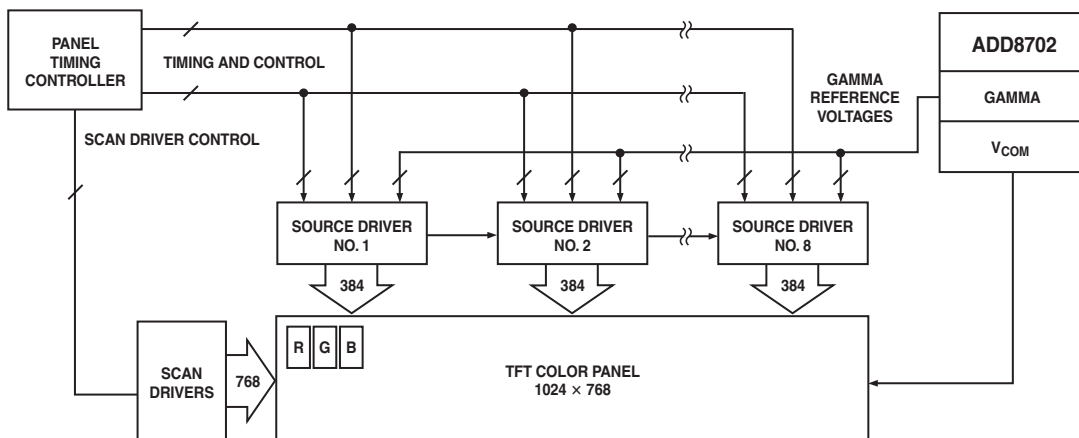 PANEL
TIMING
CONTROLLER
TIMING AND CONTROL
SCAN DRIVER CONTROL
GAMMA
REFERENCE
VOLTAGES
ADD8702
GAMMA
VCOM
SOURCE DRIVER
NO. 1
SOURCE DRIVER
NO. 2
SOURCE DRIVER
NO. 8
384
384
384
SCAN
DRIVERS
768
R G B
TFT COLOR PANEL
1024 × 768